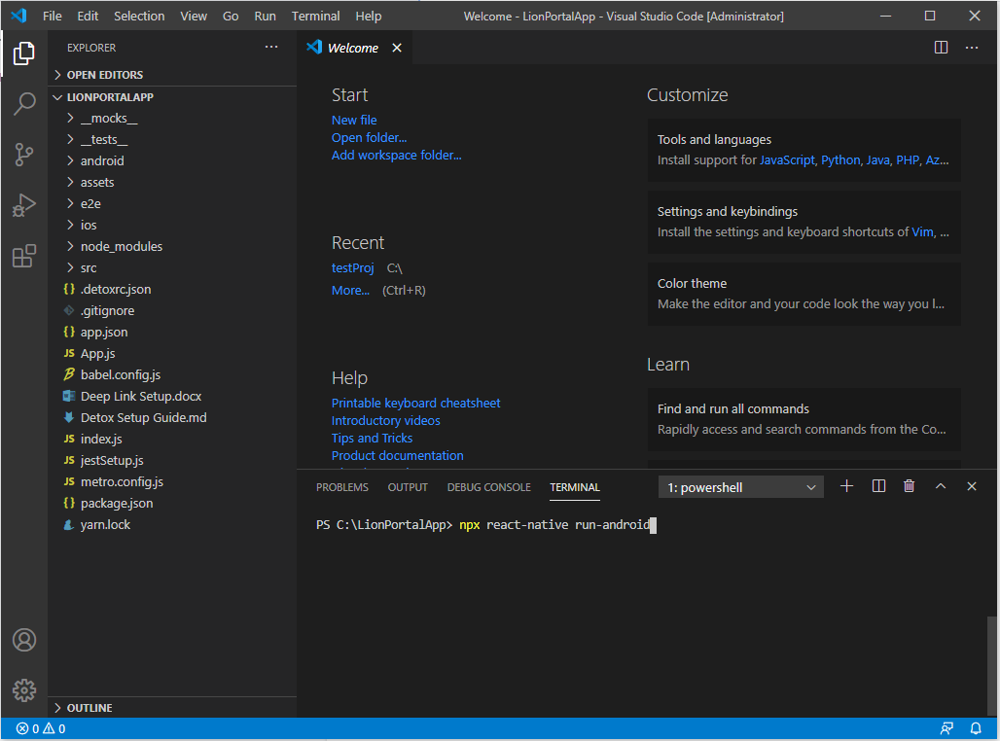 File Edit Selection View Go Run Terminal Help
Welcome - LionPortalApp - Visual Studio Code [Administrator]
EXPLORER
OPEN EDITORS
LIONPORTALAPP
__mocks__
__tests__
android
assets
e2e
ios
node_modules
src
{} .detoxrc.json
.gitignore
{} app.json
JS App.js
babel.config.js
Deep Link Setup.docx
Detox Setup Guide.md
JS index.js
JS jestSetup.js
JS metro.config.js
{} package.json
yarn.lock
OUTLINE
Welcome
Start
New file
Open folder...
Add workspace folder...
Recent
testProj C:\
More... (Ctrl+R)
Help
Printable keyboard cheatsheet
Introductory videos
Tips and Tricks
Product documentation
Customize
Tools and languages
Install support for JavaScript, Python, Java, PHP, Az...
Settings and keybindings
Install the settings and keyboard shortcuts of Vim, ...
Color theme
Make the editor and your code look the way you l...
Learn
Find and run all commands
Rapidly access and search commands from the Co...
PROBLEMS OUTPUT DEBUG CONSOLE TERMINAL
1: powershell
PS C:\LionPortalApp> npx react-native run-android
0 0